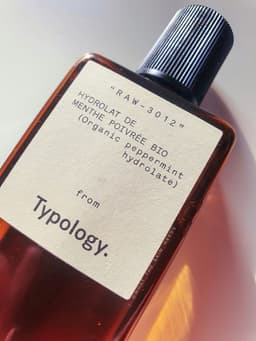 "RAW-3012"
HYDROLAT DE
MENTHE POIVRÉE BIO
(Organic peppermint
hydrolate)
from
Typology.